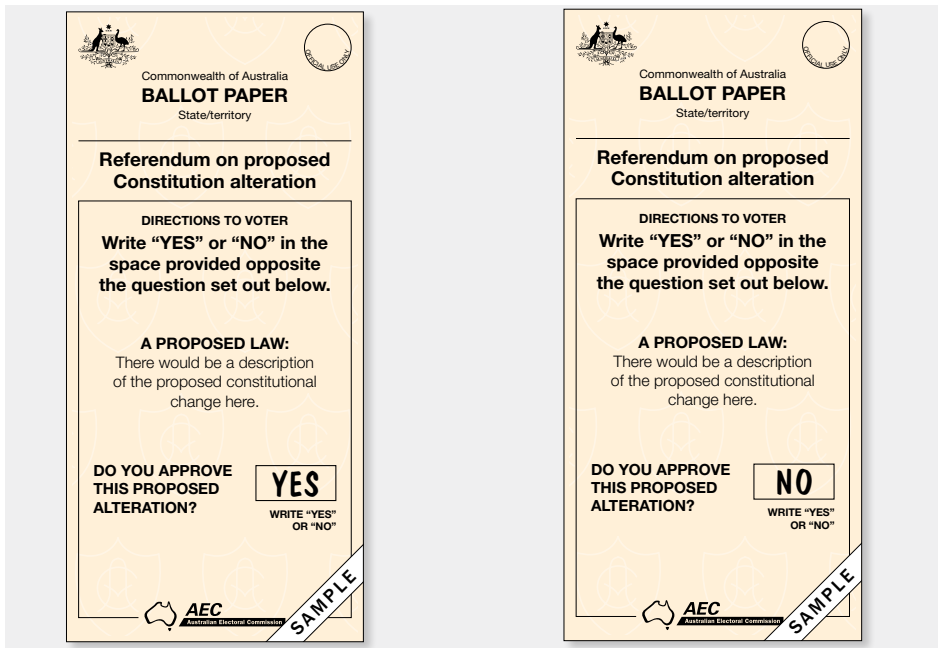 OFFICIAL USE ONLY
Commonwealth of Australia
BALLOT PAPER
State/territory
Referendum on proposed
Constitution alteration
DIRECTIONS TO VOTER
Write “YES” or “NO” in the
space provided opposite
the question set out below.
A PROPOSED LAW:
There would be a description
of the proposed constitutional
change here.
DO YOU APPROVE
THIS PROPOSED
ALTERATION?
YES
WRITE “YES”
OR “NO”
AEC
Australian Electoral Commission
SAMPLE
OFFICIAL USE ONLY
Commonwealth of Australia
BALLOT PAPER
State/territory
Referendum on proposed
Constitution alteration
DIRECTIONS TO VOTER
Write “YES” or “NO” in the
space provided opposite
the question set out below.
A PROPOSED LAW:
There would be a description
of the proposed constitutional
change here.
DO YOU APPROVE
THIS PROPOSED
ALTERATION?
NO
WRITE “YES”
OR “NO”
AEC
Australian Electoral Commission
SAMPLE